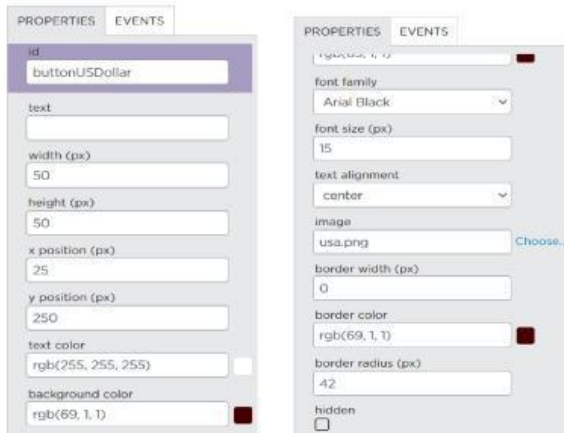 PROPERTIES
EVENTS
id
buttonUSDollar
text
width (px)
50
height (px)
50
x position (px)
25
y position (px)
250
text color
rgb(255, 255, 255)
background color
rgb(69, 1, 1)
PROPERTIES
EVENTS
font family
Arial Black
font size (px)
15
text alignment
center
image
usa.png
Choose..
border width (px)
0
border color
rgb(69, 1, 1)
border radius (px)
42
hidden